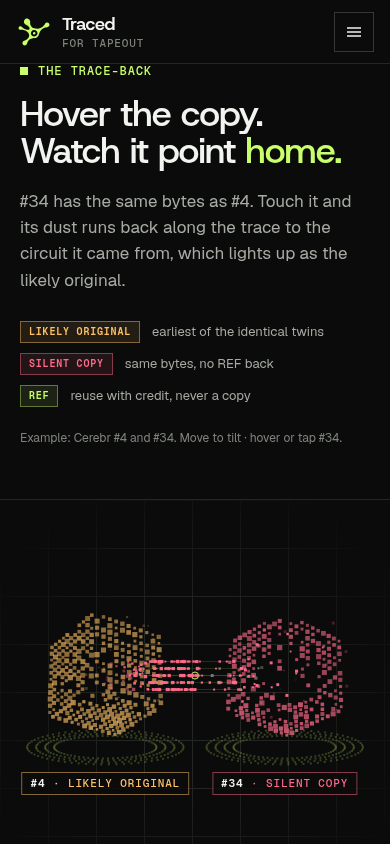 Traced
FOR TAPEOUT
THE TRACE-BACK
Hover the copy.
Watch it point home.
#34 has the same bytes as #4. Touch it and
its dust runs back along the trace to the
circuit it came from, which lights up as the
likely original.
LIKELY ORIGINAL earliest of the identical twins
SILENT COPY same bytes, no REF back
REF reuse with credit, never a copy
Example: Cerebr #4 and #34. Move to tilt · hover or tap #34.
#4 · LIKELY ORIGINAL #34 · SILENT COPY